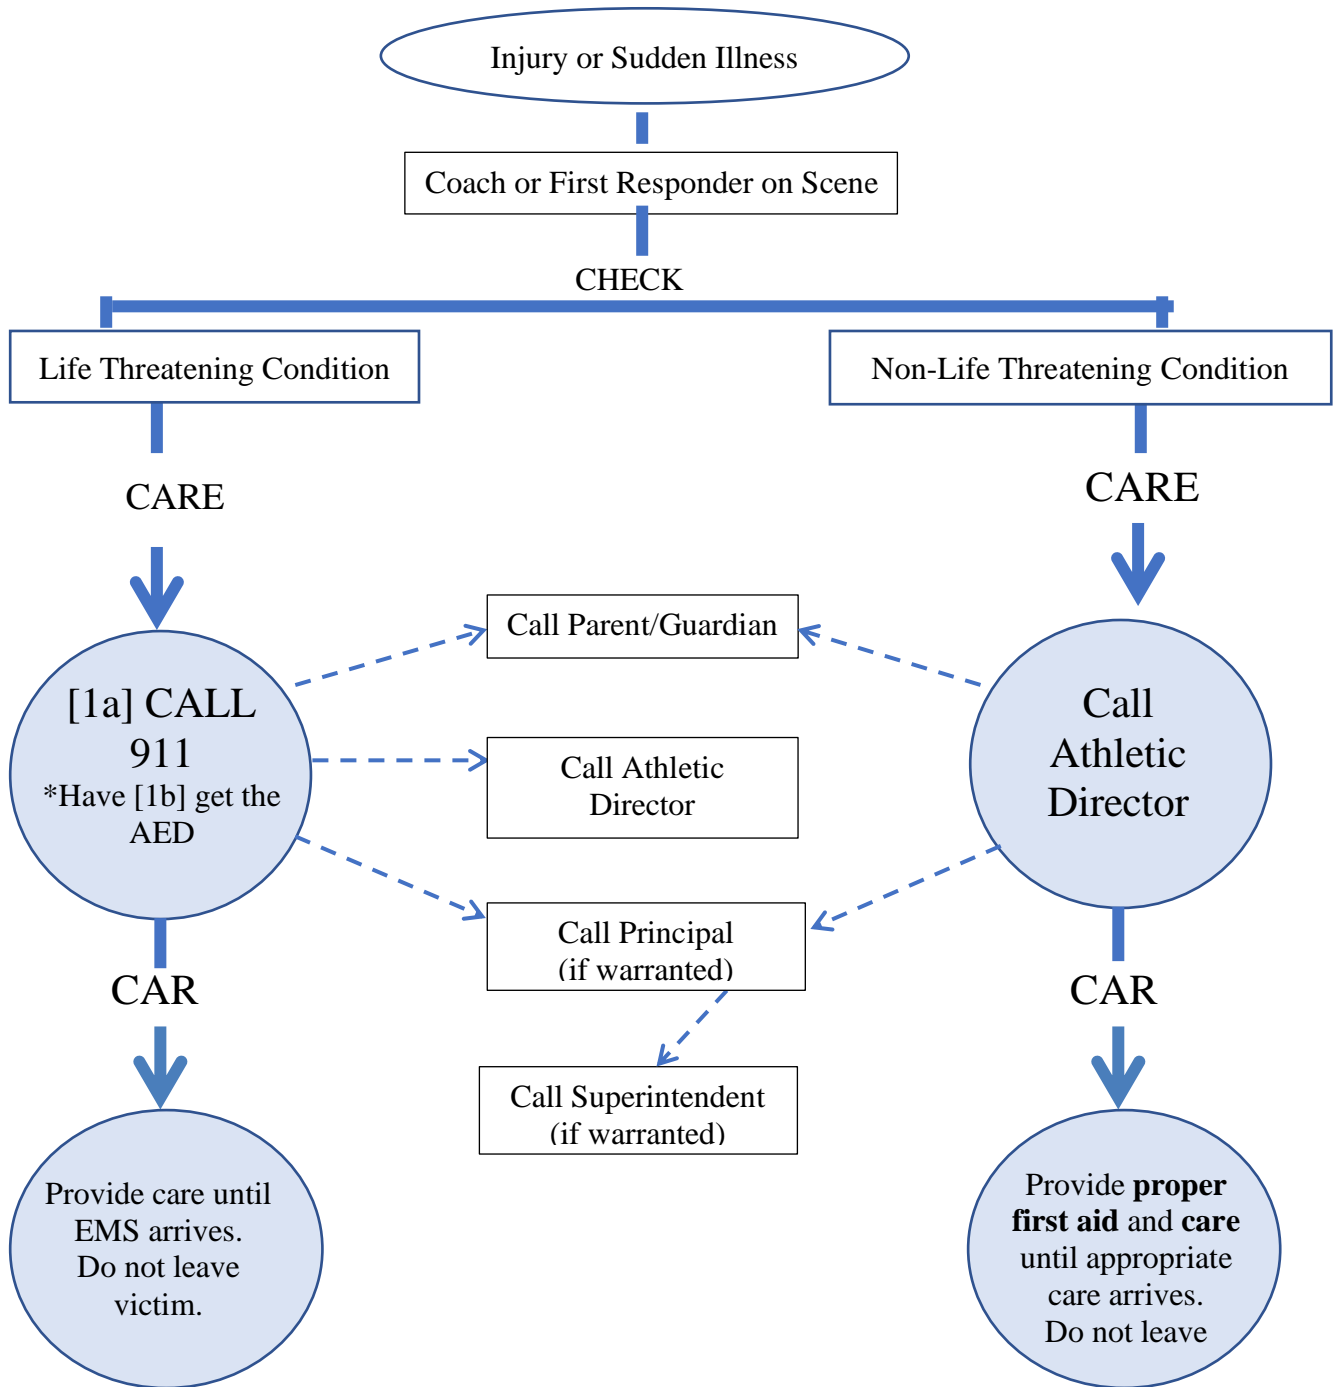 Injury or Sudden Illness
Coach or First Responder on Scene
CHECK
Life Threatening Condition
Non-Life Threatening Condition
CARE
CARE
Call Parent/Guardian
[1a] CALL
911
*Have [1b] get the
AED
Call Athletic
Director
Call
Athletic
Director
Call Principal
(if warranted)
CAR
CAR
Call Superintendent
(if warranted)
Provide care until
EMS arrives.
Do not leave
victim.
Provide proper
first aid and care
until appropriate
care arrives.
Do not leave